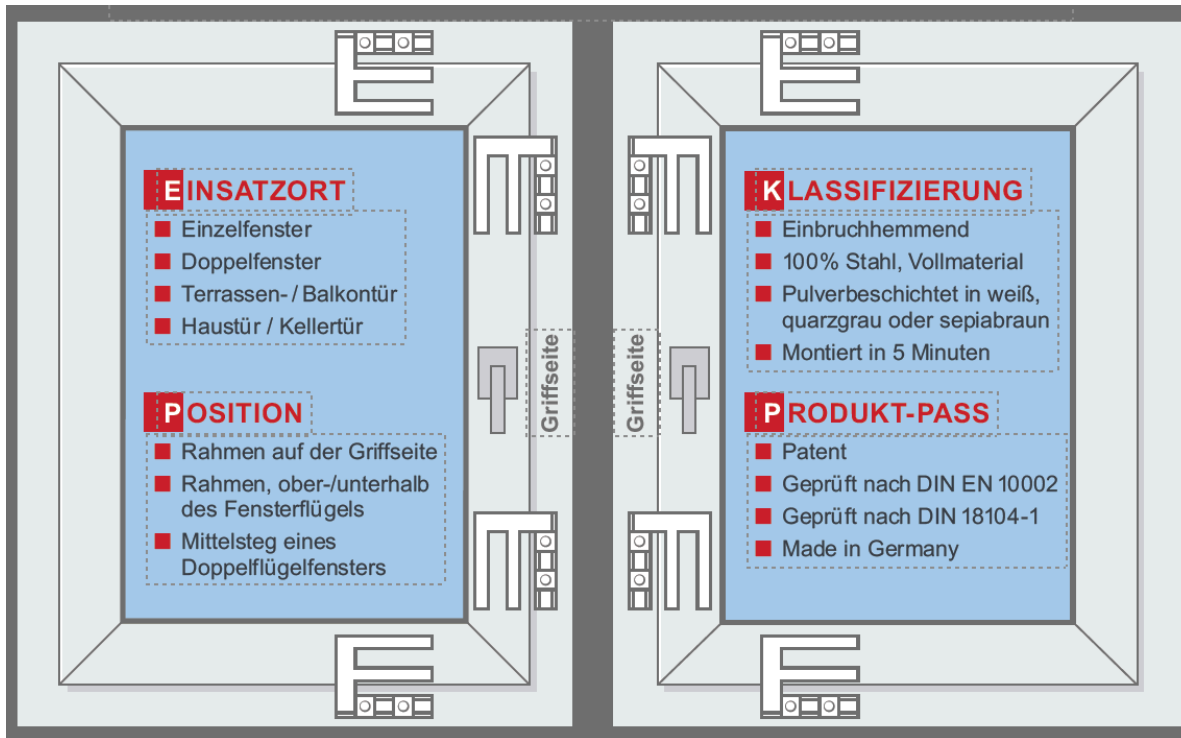 EINSATZORT
Einzelfenster
Doppelfenster
Terrassen- / Balkontür
Haustür / Kellertür
POSITION
Rahmen auf der Griffseite
Rahmen, ober-/unterhalb
des Fensterflügels
Mittelsteg eines
Doppelflügelfensters
Griffseite
Griffseite
KLASSIFIZIERUNG
Einbruchhemmend
100% Stahl, Vollmaterial
Pulverbeschichtet in weiß,
quarzgrau oder sepiabraun
Montiert in 5 Minuten
PRODUKT-PASS
Patent
Geprüft nach DIN EN 10002
Geprüft nach DIN 18104-1
Made in Germany